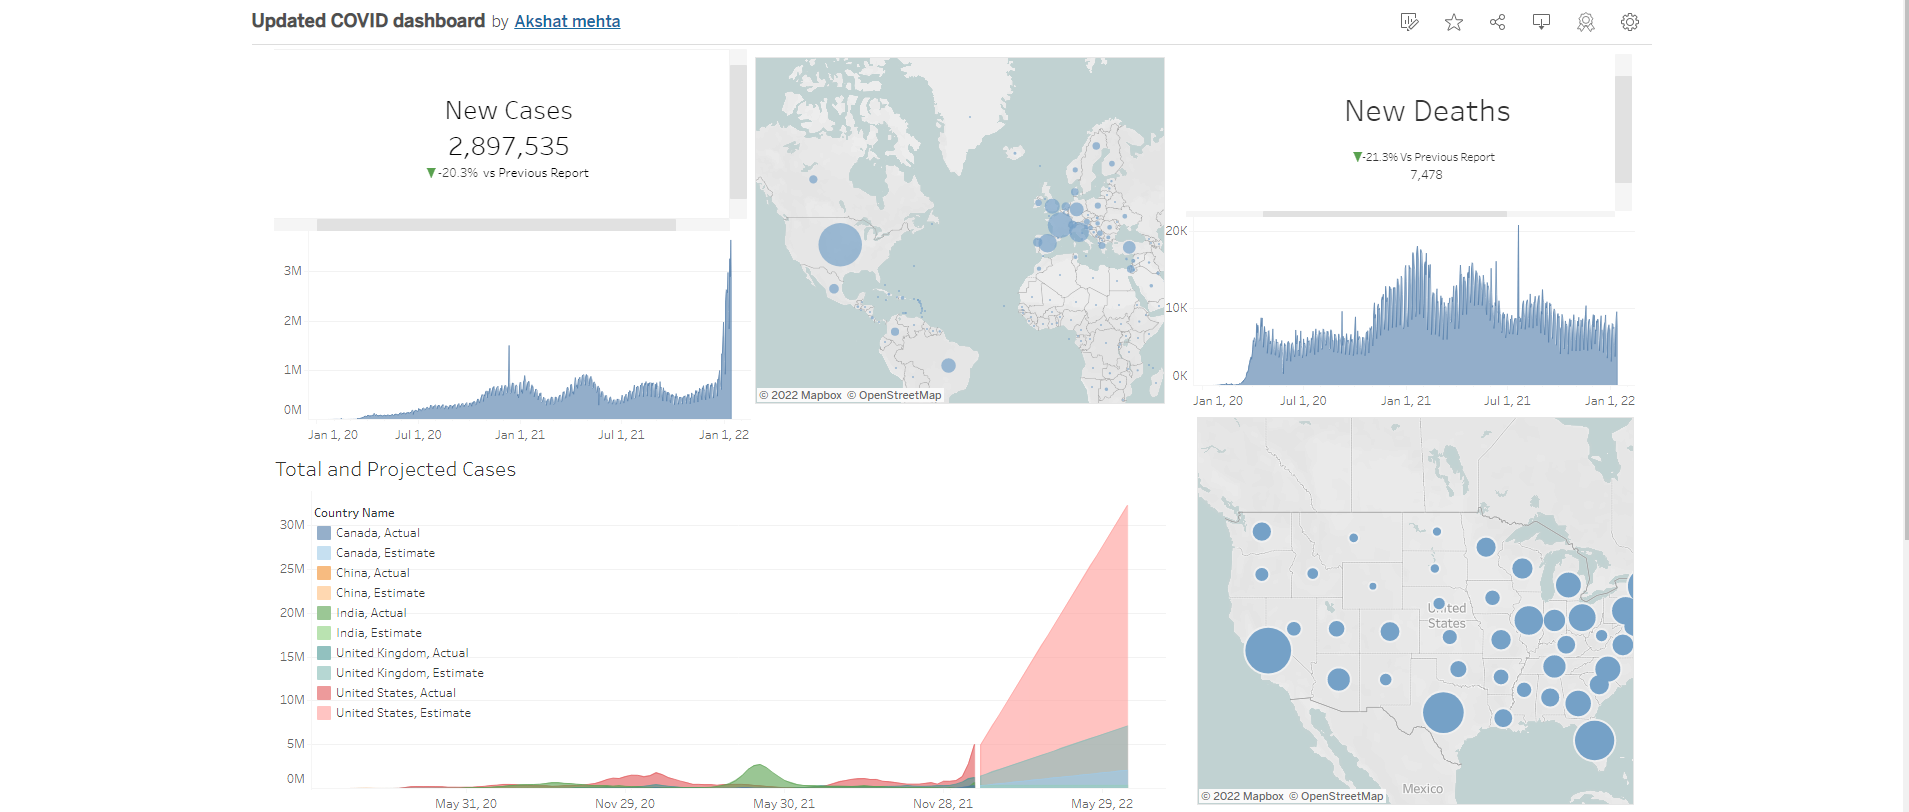 Updated COVID dashboard by Akshat mehta
New Cases
2,897,535
▼-20.3% vs Previous Report
3M
2M
1M
0M
Jan 1, 20
Jul 1, 20
Jan 1, 21
Jul 1, 21
Jan 1, 22
© 2022 Mapbox © OpenStreetMap
New Deaths
▼-21.3% Vs Previous Report
7,478
20K
10K
0K
Jan 1, 20
Jul 1, 20
Jan 1, 21
Jul 1, 21
Jan 1, 22
Total and Projected Cases
Country Name
Canada, Actual
Canada, Estimate
China, Actual
China, Estimate
India, Actual
India, Estimate
United Kingdom, Actual
United Kingdom, Estimate
United States, Actual
United States, Estimate
30M
25M
20M
15M
10M
5M
0M
May 31, 20
Nov 29, 20
May 30, 21
Nov 28, 21
May 29, 22
United
States
Mexico
© 2022 Mapbox © OpenStreetMap